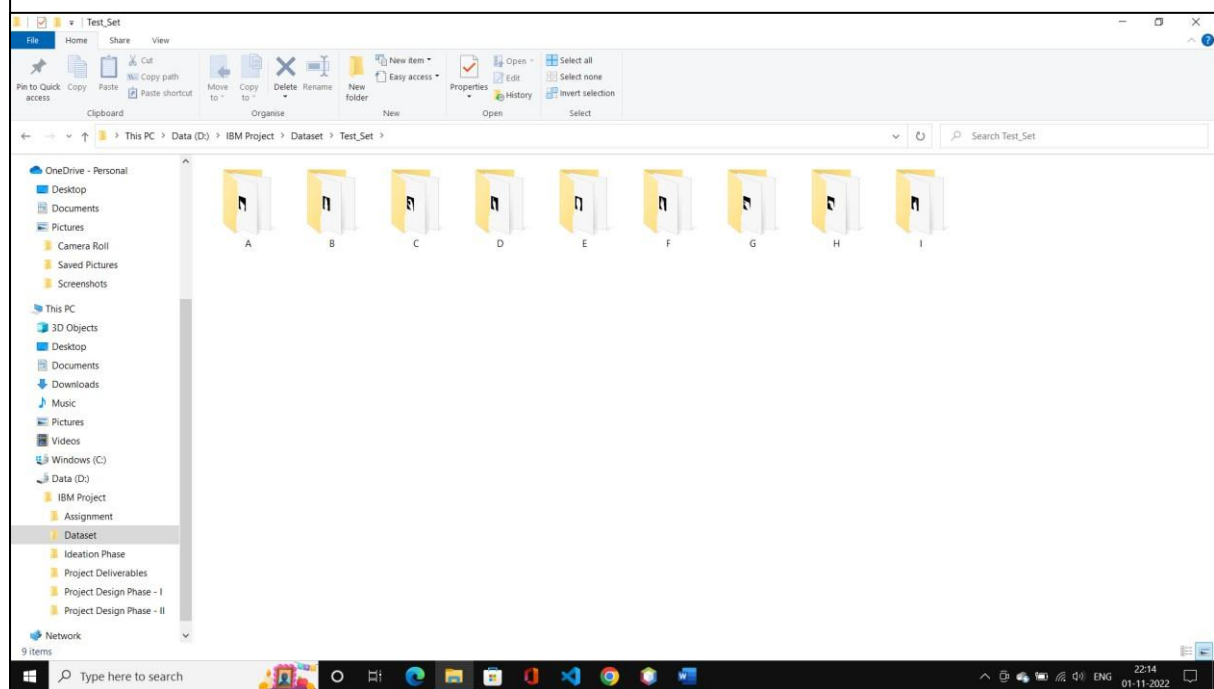 Test_Set
File Home Share View
Pin to Quick access
Copy
Paste
Cut
Copy path
Paste shortcut
Clipboard
Move to
Copy to
Delete
Rename
Organise
New folder
New item
Easy access
New
Properties
Open
Edit
History
Open
Select all
Select none
Invert selection
Select
This PC > Data (D:) > IBM Project > Dataset > Test_Set >
Search Test_Set
OneDrive - Personal
Desktop
Documents
Pictures
Camera Roll
Saved Pictures
Screenshots
This PC
3D Objects
Desktop
Documents
Downloads
Music
Pictures
Videos
Windows (C:)
Data (D:)
IBM Project
Assignment
Dataset
Ideation Phase
Project Deliverables
Project Design Phase - I
Project Design Phase - II
Network
A B C D E F G H I
9 items
Type here to search
ENG
22:14
01-11-2022